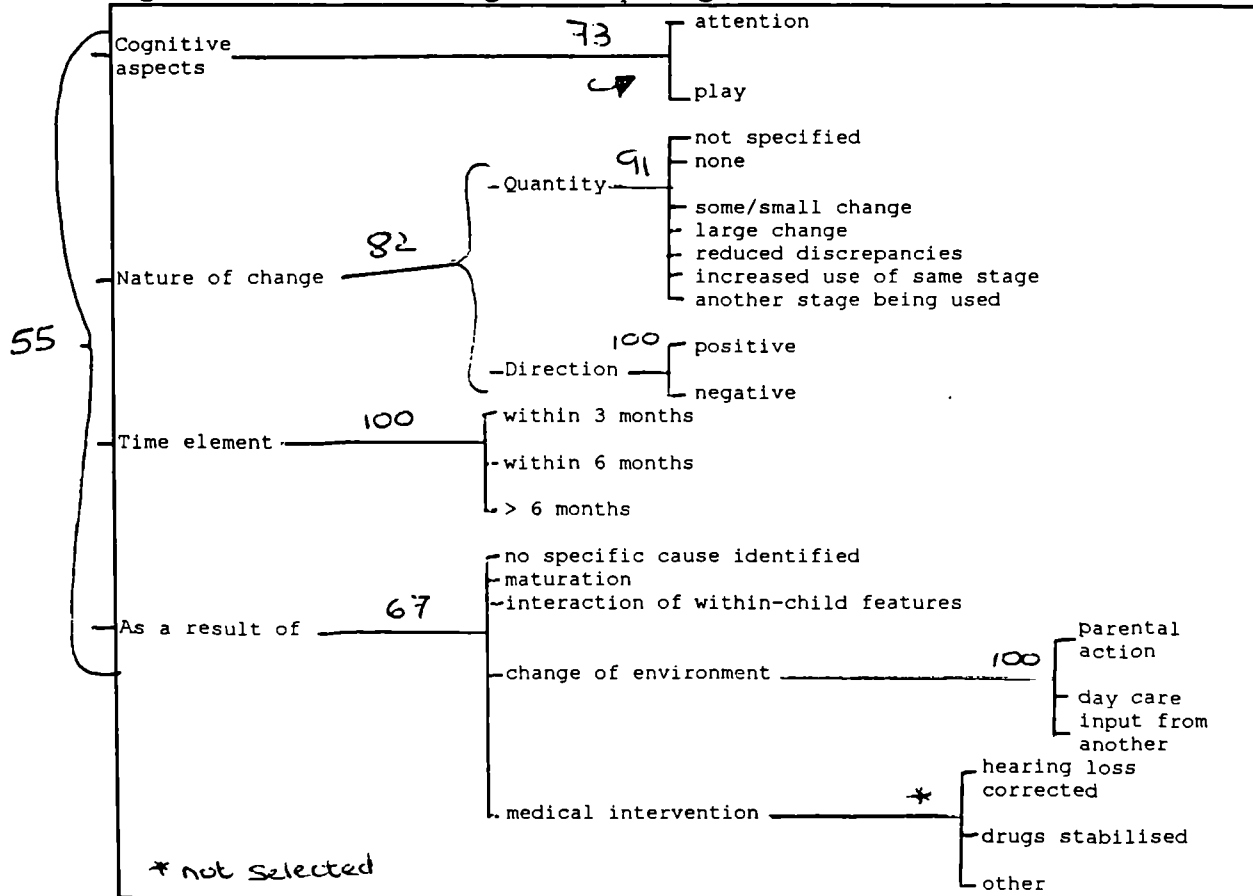 attention
73
Cognitive
aspects
play
not specified
none
91
Quantity
some/small change
large change
reduced discrepancies
increased use of same stage
another stage being used
82
Nature of change
55
100
positive
Direction
negative
within 3 months
100
Time element
within 6 months
> 6 months
no specific cause identified
maturation
interaction of within-child features
67
As a result of
parental
action
100
change of environment
day care
input from
another
hearing loss
corrected
*
medical intervention
drugs stabilised
* not selected
other